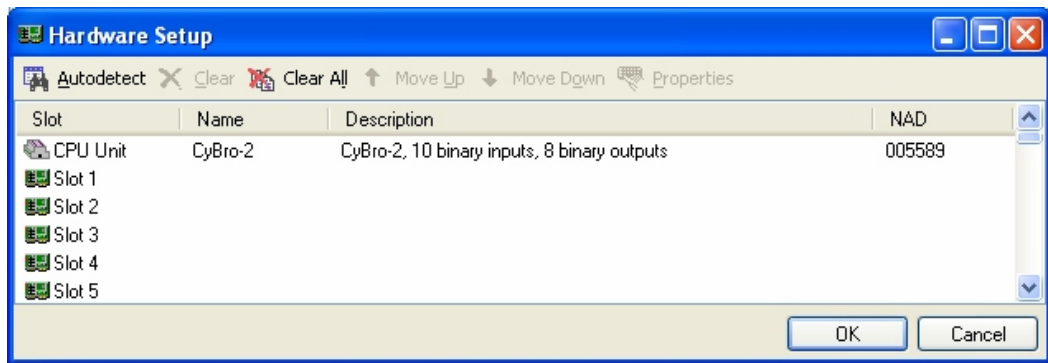 Hardware Setup
Autodetect Clear Clear All Move Up Move Down Properties
Slot Name Description NAD
CPU Unit CyBro-2 CyBro-2, 10 binary inputs, 8 binary outputs 005589
Slot 1
Slot 2
Slot 3
Slot 4
Slot 5
OK Cancel